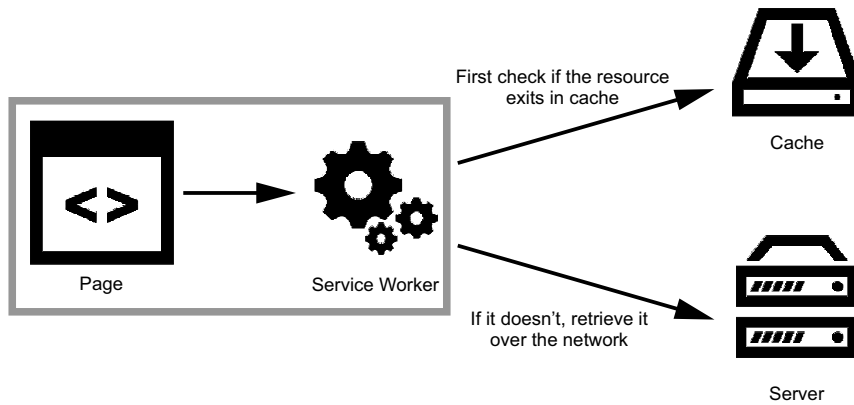 First check if the resource
exits in cache
Cache
<>
Page
Service Worker
If it doesn't, retrieve it
over the network
Server